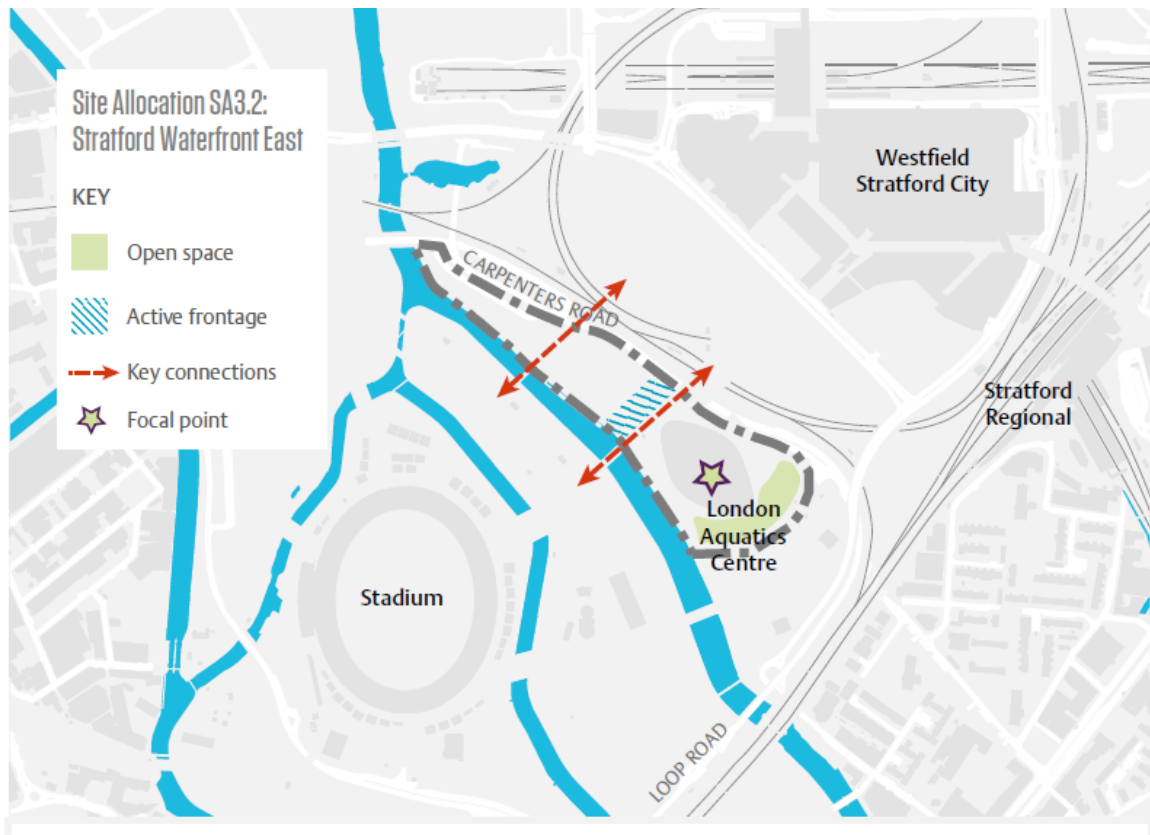 Site Allocation SA3.2:
Stratford Waterfront East
KEY
Open space
Active frontage
Key connections
Focal point
Westfield
Stratford City
CARPENTERS ROAD
Stratford
Regional
London
Aquatics
Centre
Stadium
LOOP ROAD